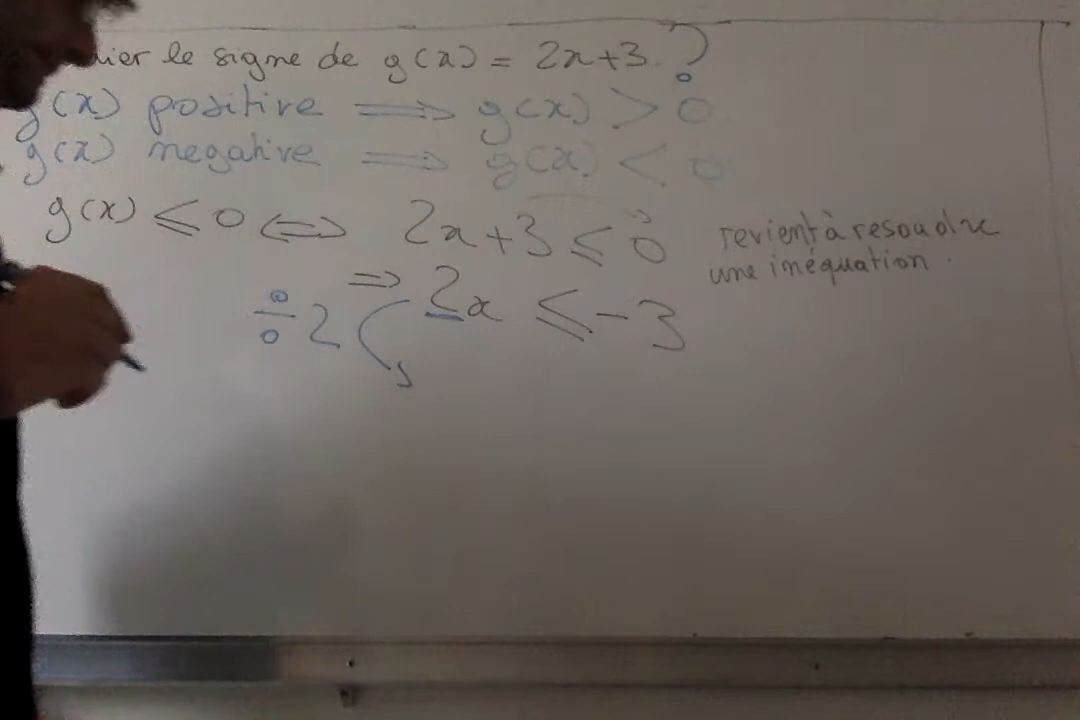 le signe de g(x) = 2x+3. ?
g(x) positive ⟹ g(x) > 0
g(x) negative ⟹ g(x) < 0
g(x) ⩽ 0 ⟺ 2x+3 ⩽ 0 revient à resoudre
une inéquation.
⟹ 2x ⩽ -3
÷ 2